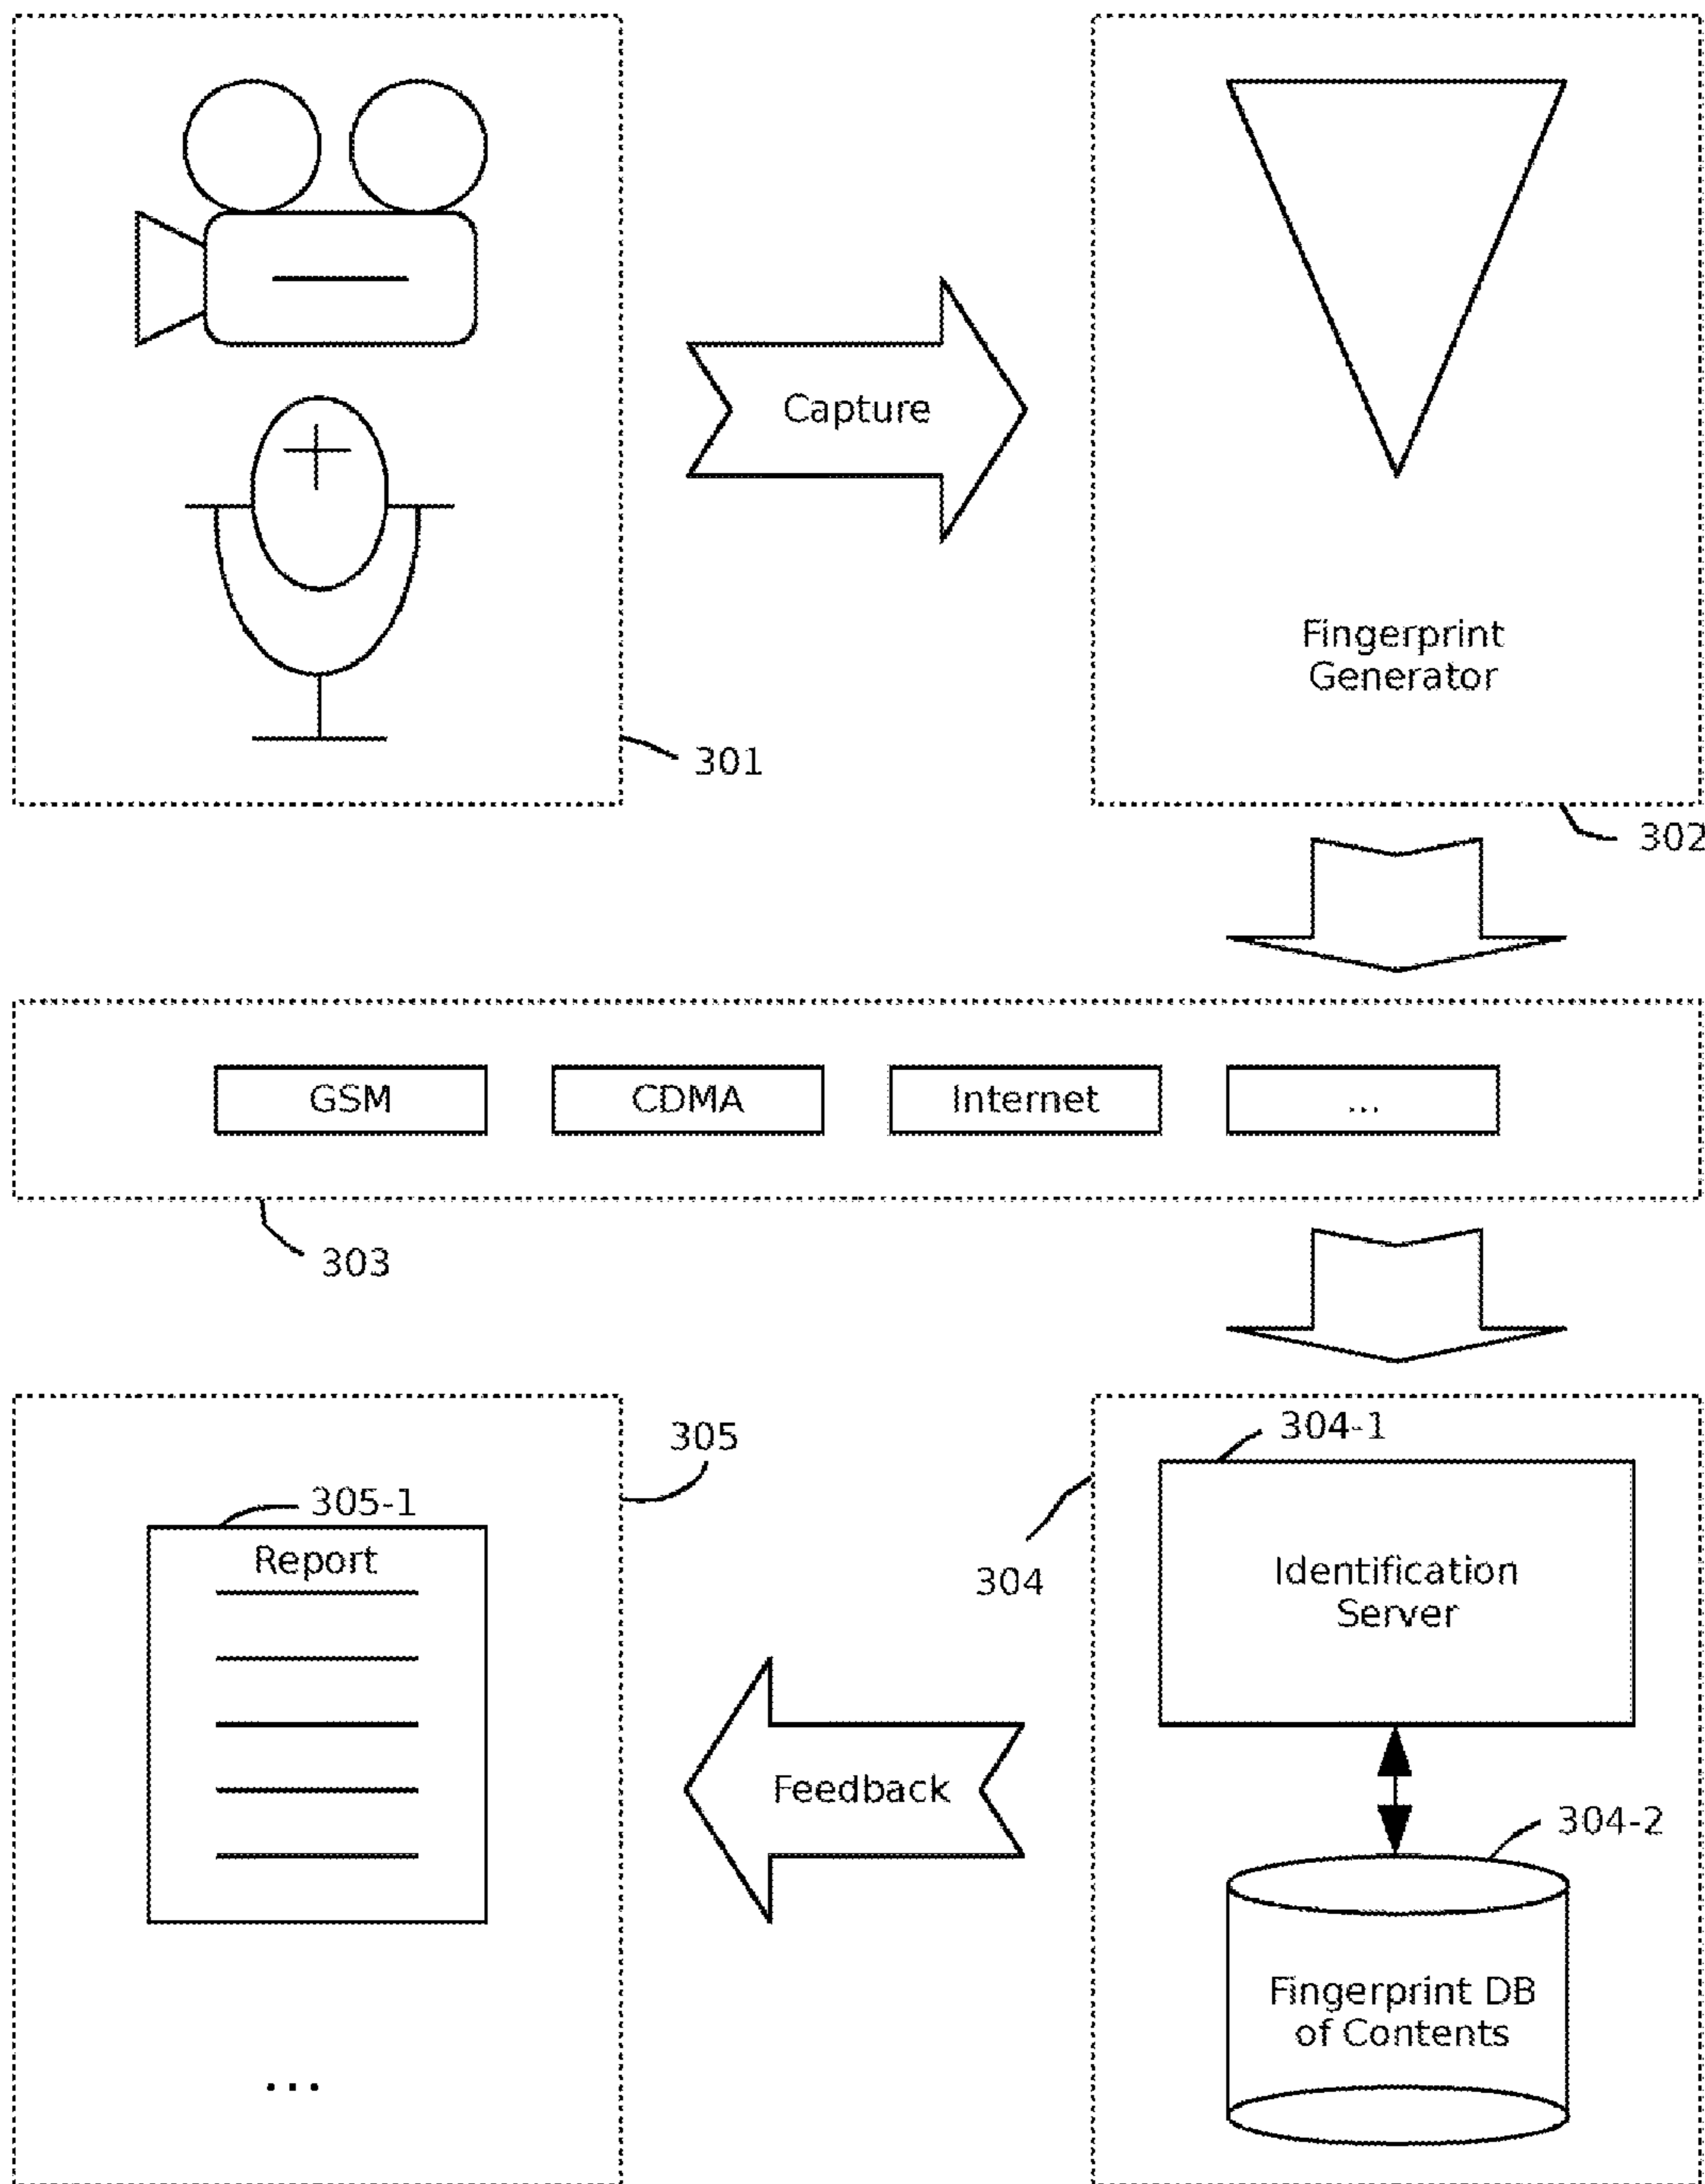 Capture
Fingerprint
Generator
301
302
GSM
CDMA
Internet
...
303
305
304-1
305-1
Report
304
Identification
Server
Feedback
304-2
Fingerprint DB
of Contents
...